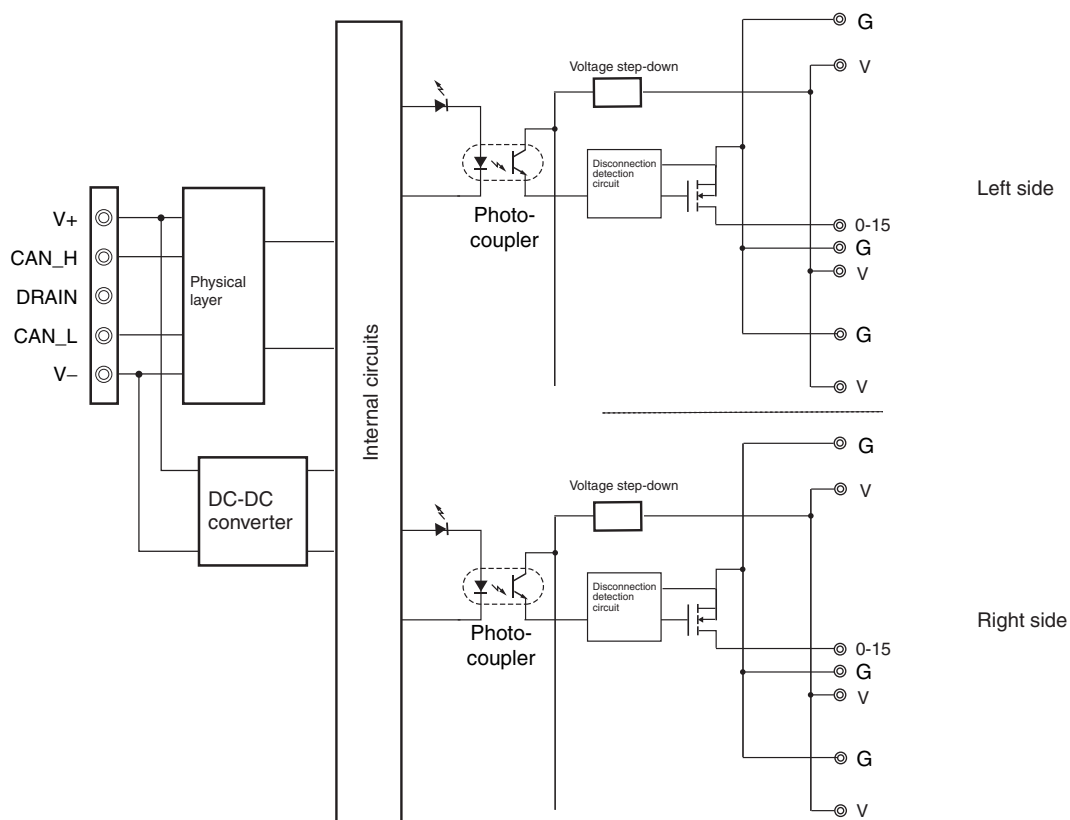 V+
CAN_H
DRAIN
CAN_L
V–
Physical
layer
DC-DC
converter
Internal circuits
Photo-
coupler
Voltage step-down
Disconnection
detection
circuit
G
V
0-15
G
V
G
V
Left side
Photo-
coupler
Voltage step-down
Disconnection
detection
circuit
G
V
0-15
G
V
G
V
Right side